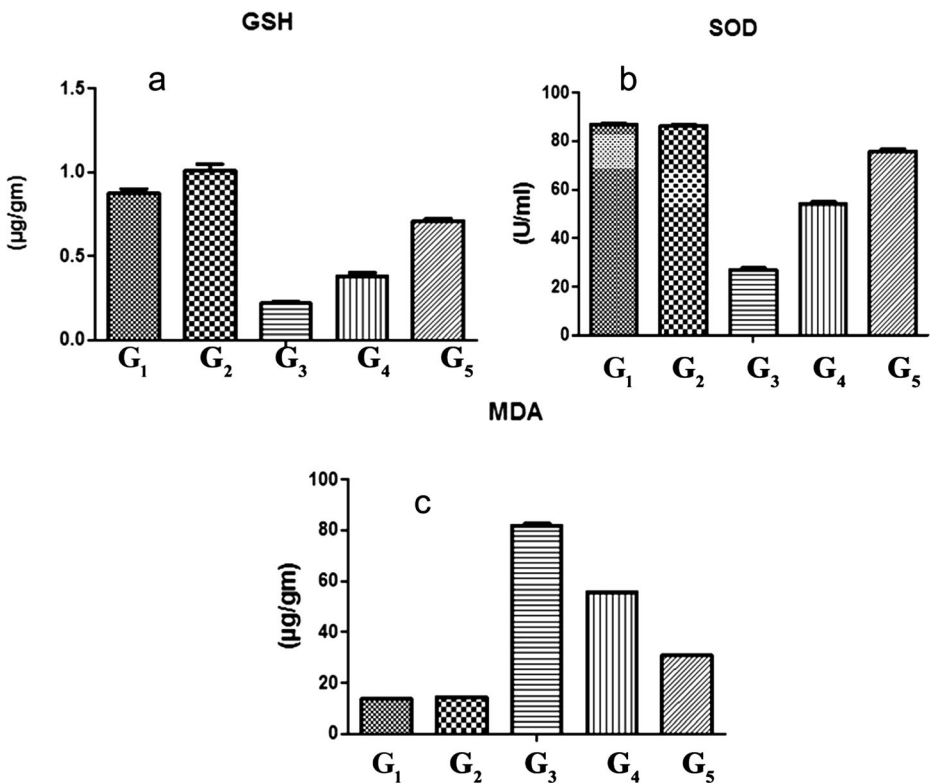 GSH
a
1.5
1.0
0.5
0.0
(µg/gm)
G₁ G₂ G₃ G₄ G₅
SOD
b
100
80
60
40
20
0
(U/ml)
G₁ G₂ G₃ G₄ G₅
MDA
c
100
80
60
40
20
0
(µg/gm)
G₁ G₂ G₃ G₄ G₅